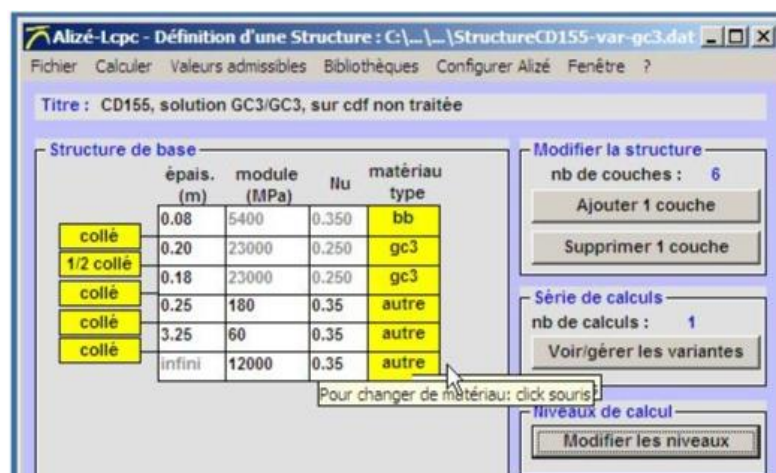 Alizé-Lcpc - Définition d'une Structure : C:\...\...\StructureCD155-var-gc3.dat
Fichier Calculer Valeurs admissibles Bibliothèques Configurer Alizé Fenêtre ?
Titre : CD155, solution GC3/GC3, sur cdf non traitée
Structure de base
épais. (m) module (MPa) Nu matériau type
0.08 5400 0.350 bb
collé
0.20 23000 0.250 gc3
1/2 collé
0.18 23000 0.250 gc3
collé
0.25 180 0.35 autre
collé
3.25 60 0.35 autre
collé
infini 12000 0.35 autre
Pour changer de matériau: click souris
Modifier la structure
nb de couches : 6
Ajouter 1 couche
Supprimer 1 couche
Série de calculs
nb de calculs : 1
Voir/gérer les variantes
Niveaux de calcul
Modifier les niveaux